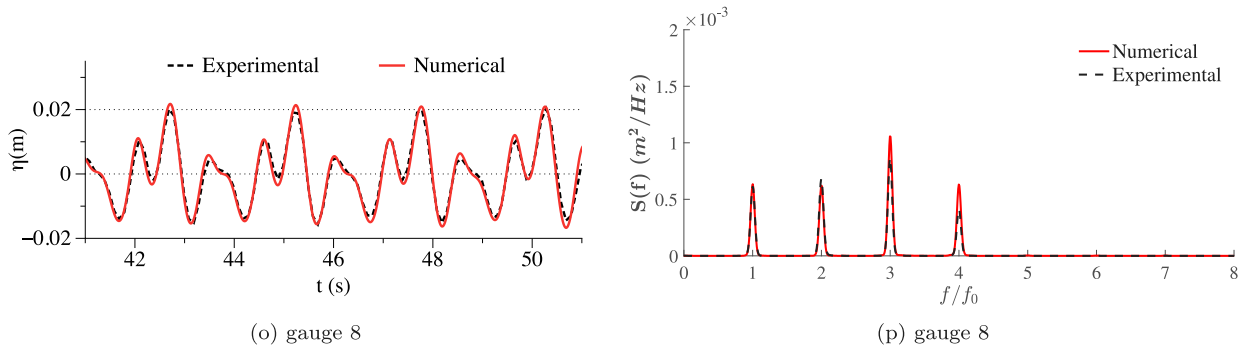 Experimental Numerical
0.02
0
−0.02
η(m)
42 44 46 48 50
t (s)
(o) gauge 8
×10⁻³
2
1.5
1
0.5
0
S(f) (m²/Hz)
Numerical
Experimental
0 1 2 3 4 5 6 7 8
f/f₀
(p) gauge 8